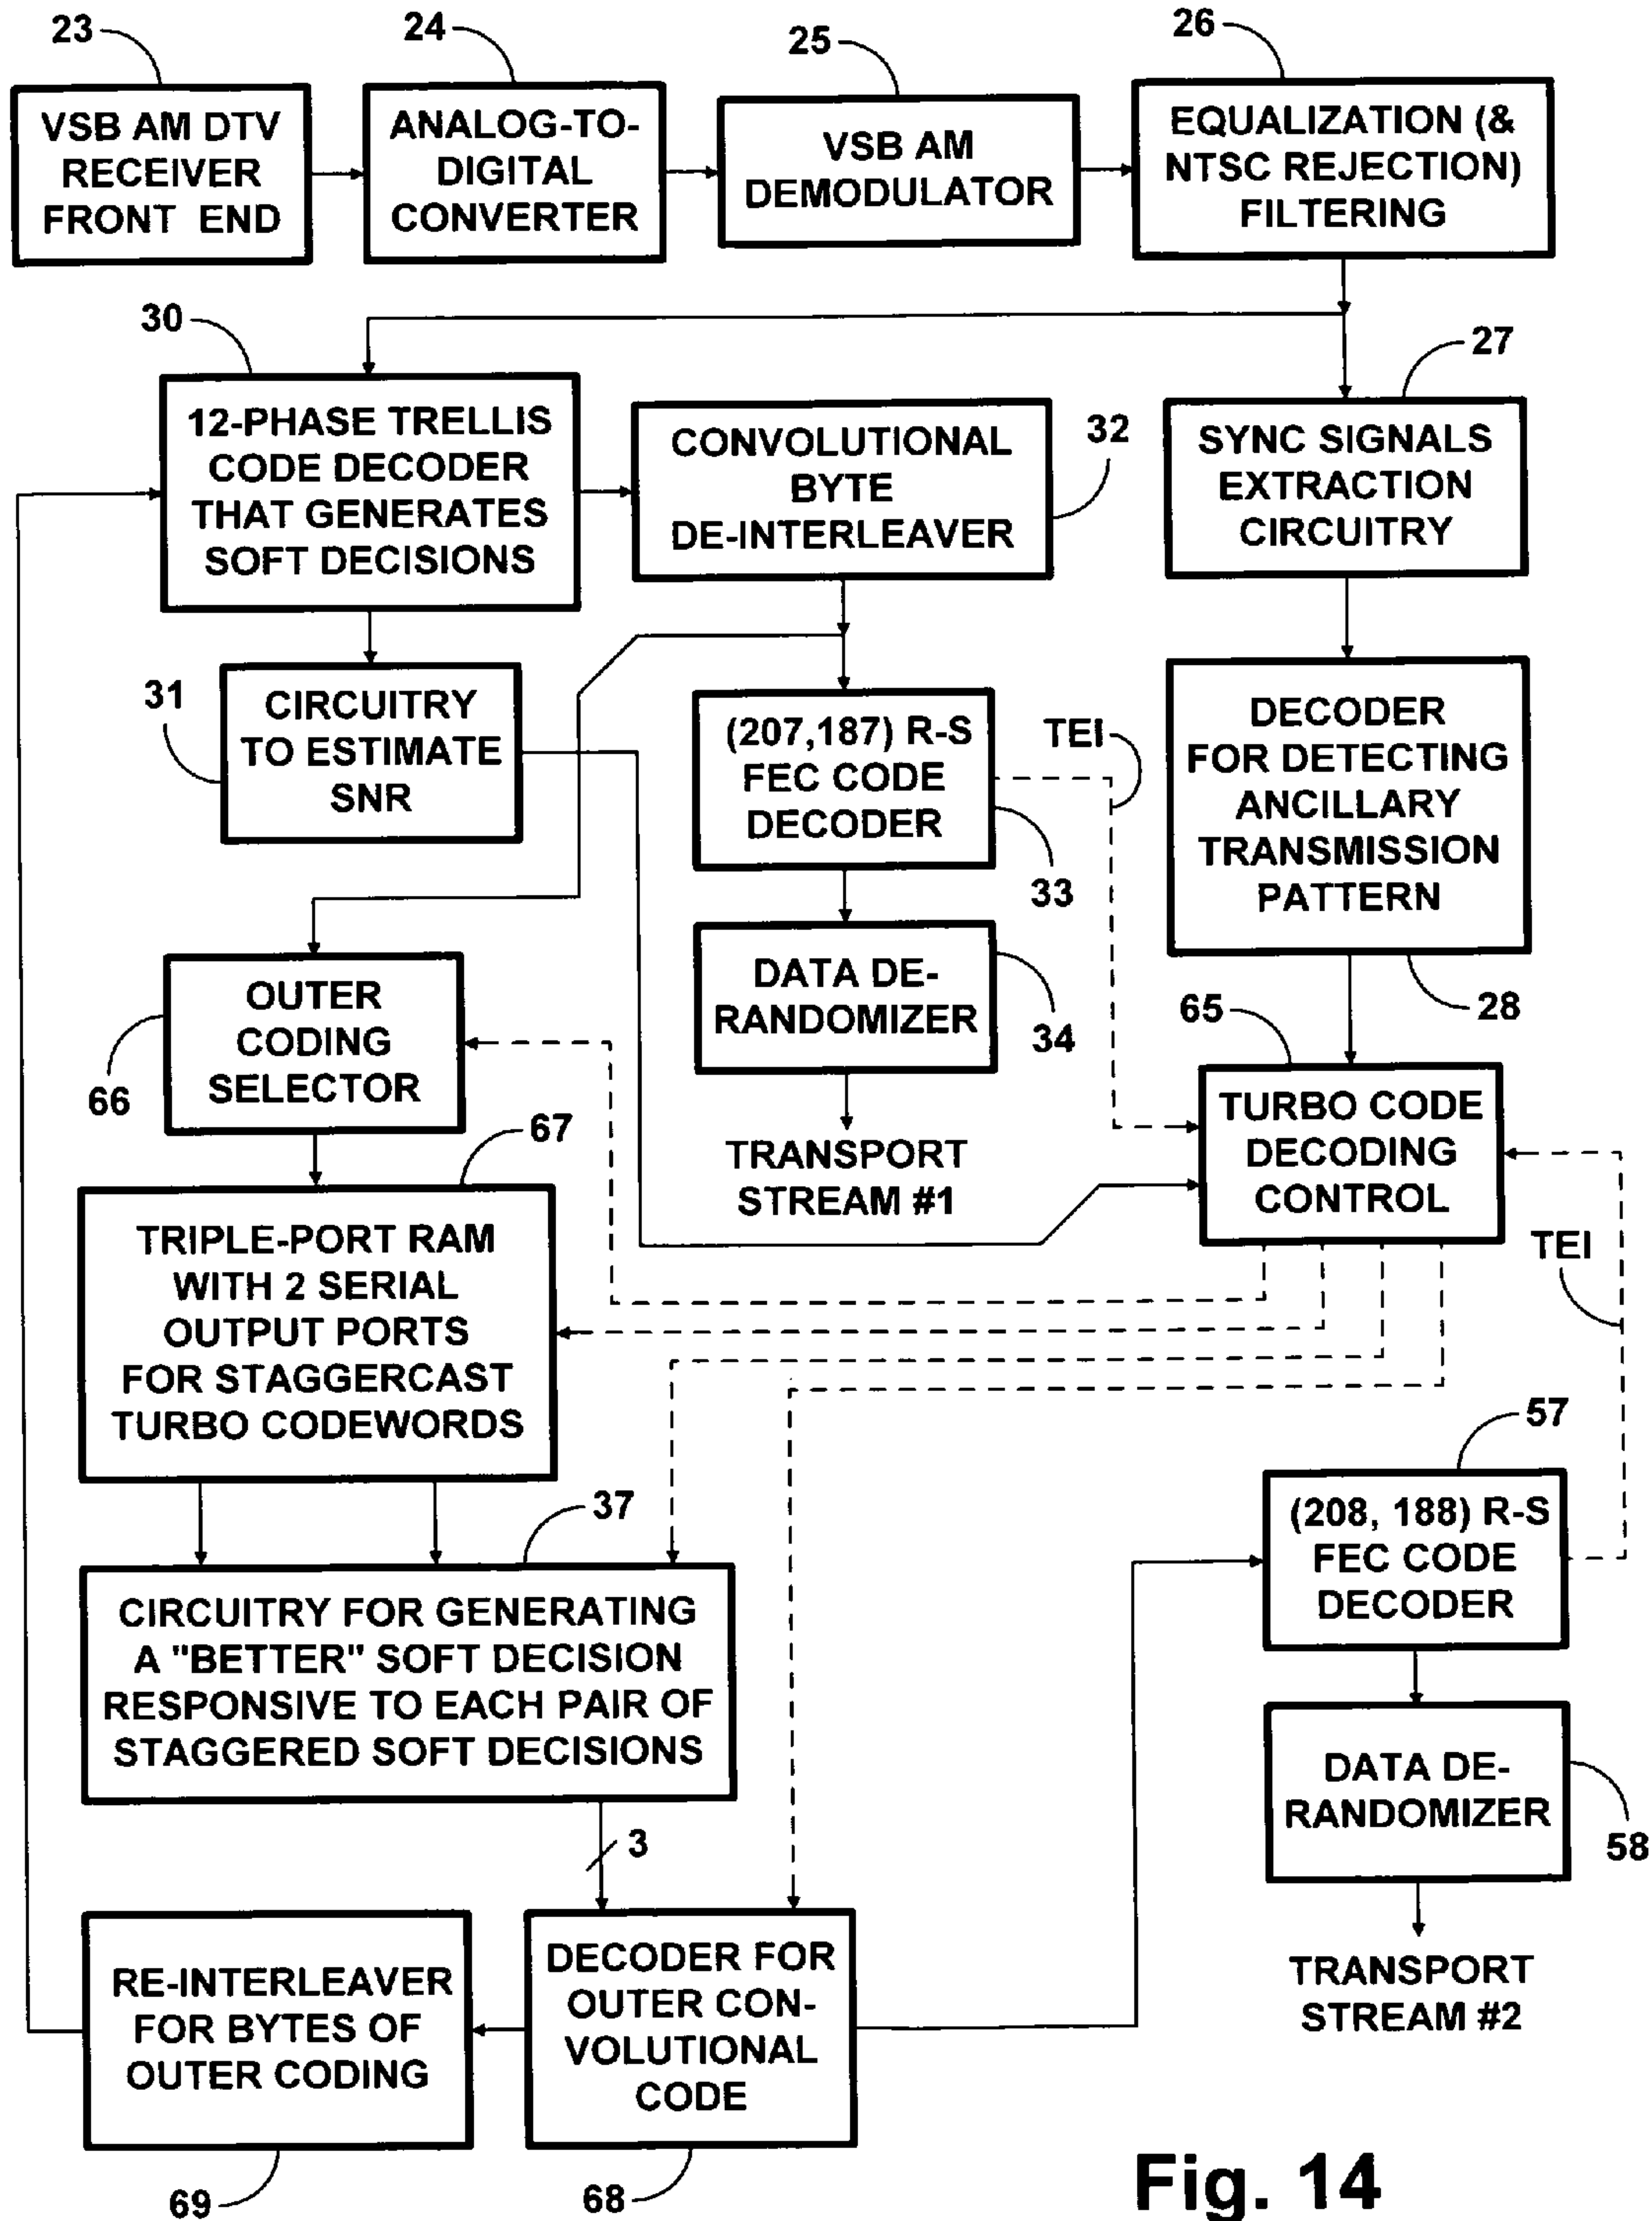 23
24
25
26
VSB AM DTV
RECEIVER
FRONT END
ANALOG-TO-
DIGITAL
CONVERTER
VSB AM
DEMODULATOR
EQUALIZATION (&
NTSC REJECTION)
FILTERING
30
27
12-PHASE TRELLIS
CODE DECODER
THAT GENERATES
SOFT DECISIONS
CONVOLUTIONAL
BYTE
DE-INTERLEAVER
32
SYNC SIGNALS
EXTRACTION
CIRCUITRY
31
CIRCUITRY
TO ESTIMATE
SNR
(207,187) R-S
FEC CODE
DECODER
33
TEI
DECODER
FOR DETECTING
ANCILLARY
TRANSMISSION
PATTERN
28
OUTER
CODING
SELECTOR
66
DATA DE-
RANDOMIZER
34
TRANSPORT
STREAM #1
65
TURBO CODE
DECODING
CONTROL
TEI
67
TRIPLE-PORT RAM
WITH 2 SERIAL
OUTPUT PORTS
FOR STAGGERCAST
TURBO CODEWORDS
37
CIRCUITRY FOR GENERATING
A "BETTER" SOFT DECISION
RESPONSIVE TO EACH PAIR OF
STAGGERED SOFT DECISIONS
57
(208, 188) R-S
FEC CODE
DECODER
DATA DE-
RANDOMIZER
58
3
RE-INTERLEAVER
FOR BYTES OF
OUTER CODING
69
DECODER FOR
OUTER CON-
VOLUTIONAL
CODE
68
TRANSPORT
STREAM #2
Fig. 14